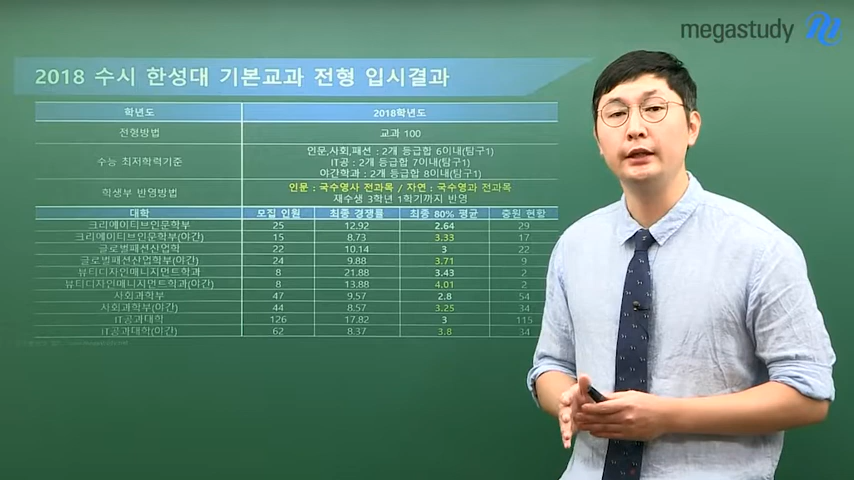 megastudy
2018 수시 한성대 기본교과 전형 입시결과
학년도 2018학년도
전형방법 교과 100
수능 최저학력기준 인문,사회,패션 : 2개 등급합 6이내(탐구1)
IT공 : 2개 등급합 7이내(탐구1)
야간학과 : 2개 등급합 8이내(탐구1)
학생부 반영방법 인문 : 국수영사 전과목 / 자연 : 국수영과 전과목
재수생 3학년 1학기까지 반영
대학 모집 인원 최종 경쟁률 최종 80% 평균 충원 현황
크리에이티브인문학부 25 12.92 2.64 29
크리에이티브인문학부(야간) 15 8.73 3.33 17
글로벌패션산업학 22 10.14 3 22
글로벌패션산업학부(야간) 24 9.88 3.71 9
뷰티디자인매니지먼트학과 8 21.88 3.43 2
뷰티디자인매니지먼트학과(야간) 8 13.88 4.01 2
사회과학부 47 9.57 2.8 54
사회과학부(야간) 44 8.57 3.25 34
IT공과대학 126 17.82 3 115
IT공과대학(야간) 62 8.37 3.8 34